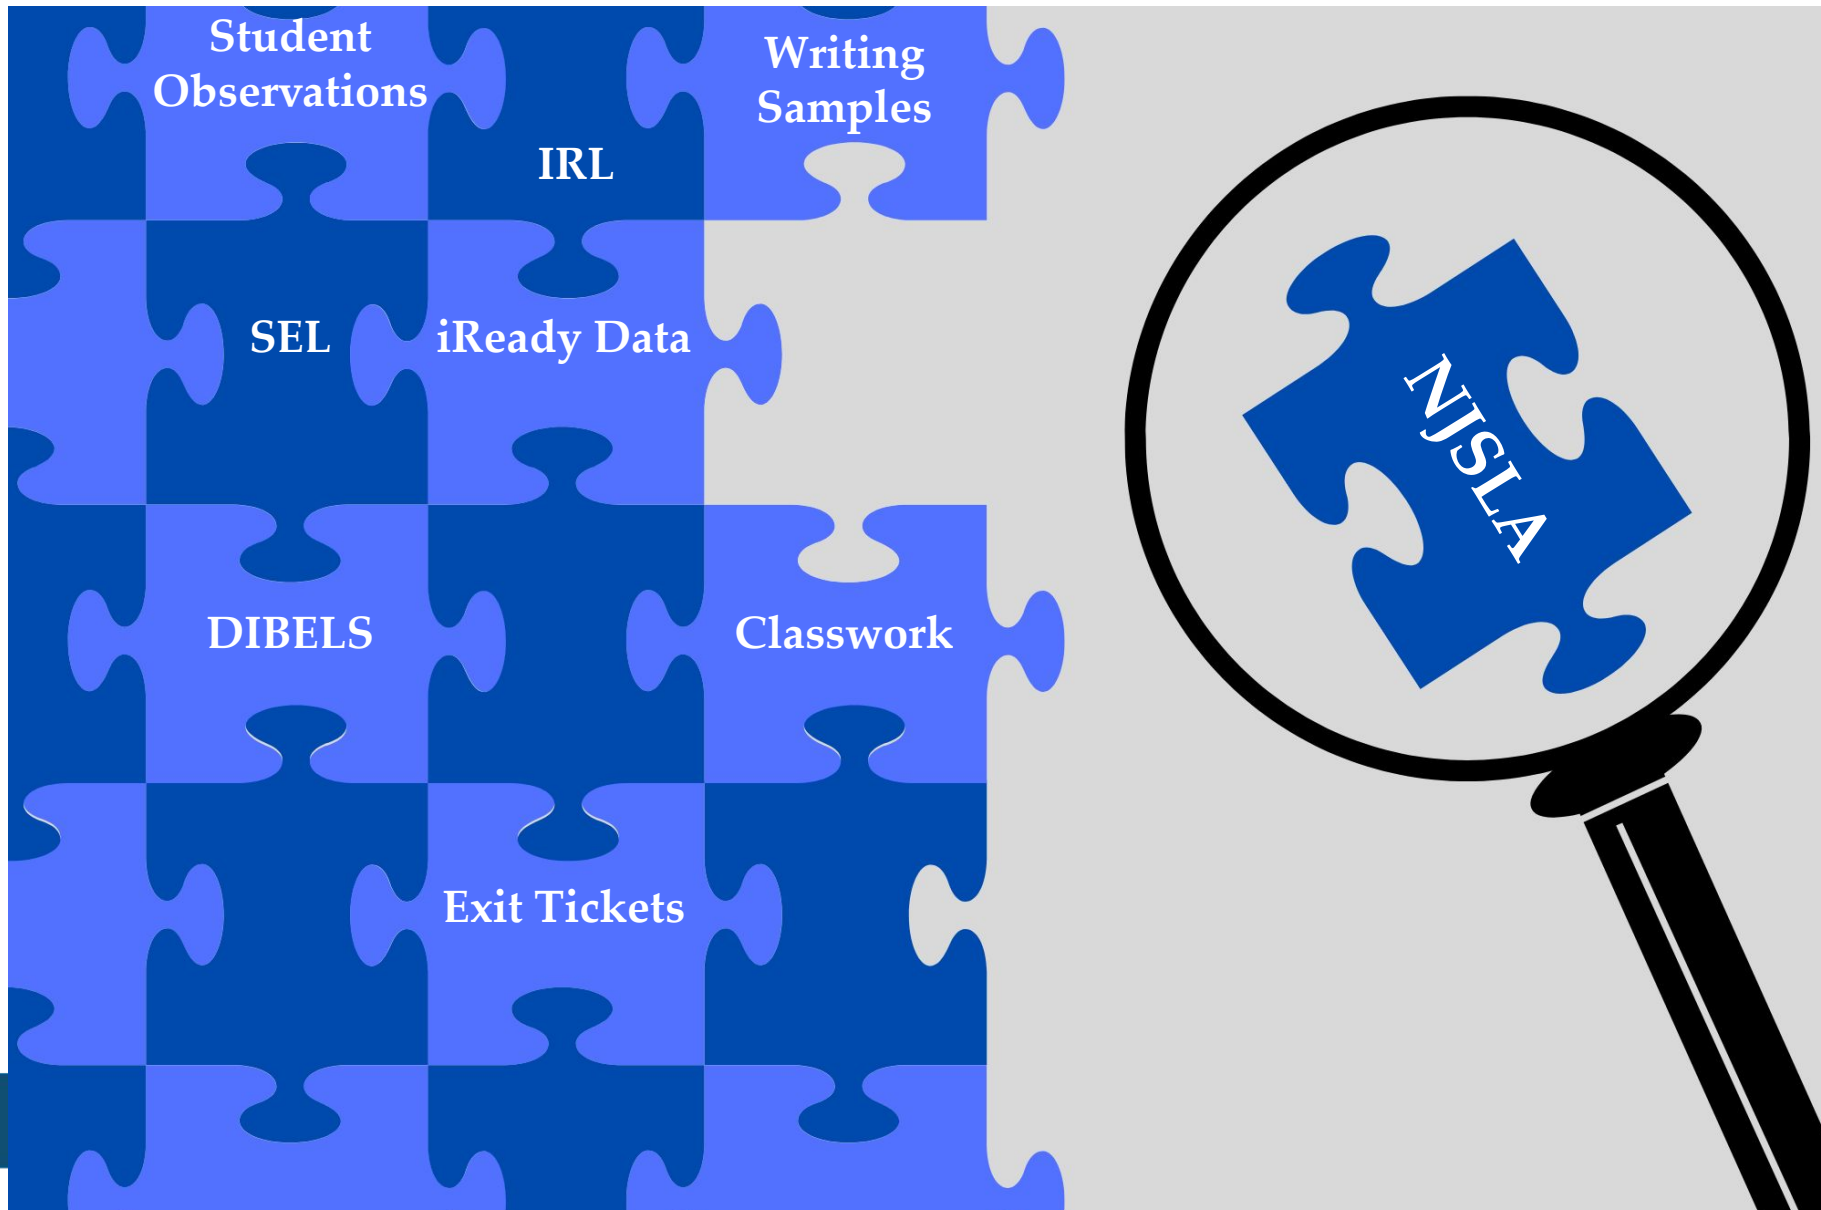 Student
Observations
Writing
Samples
IRL
SEL
iReady Data
NJSLA
DIBELS
Classwork
Exit Tickets